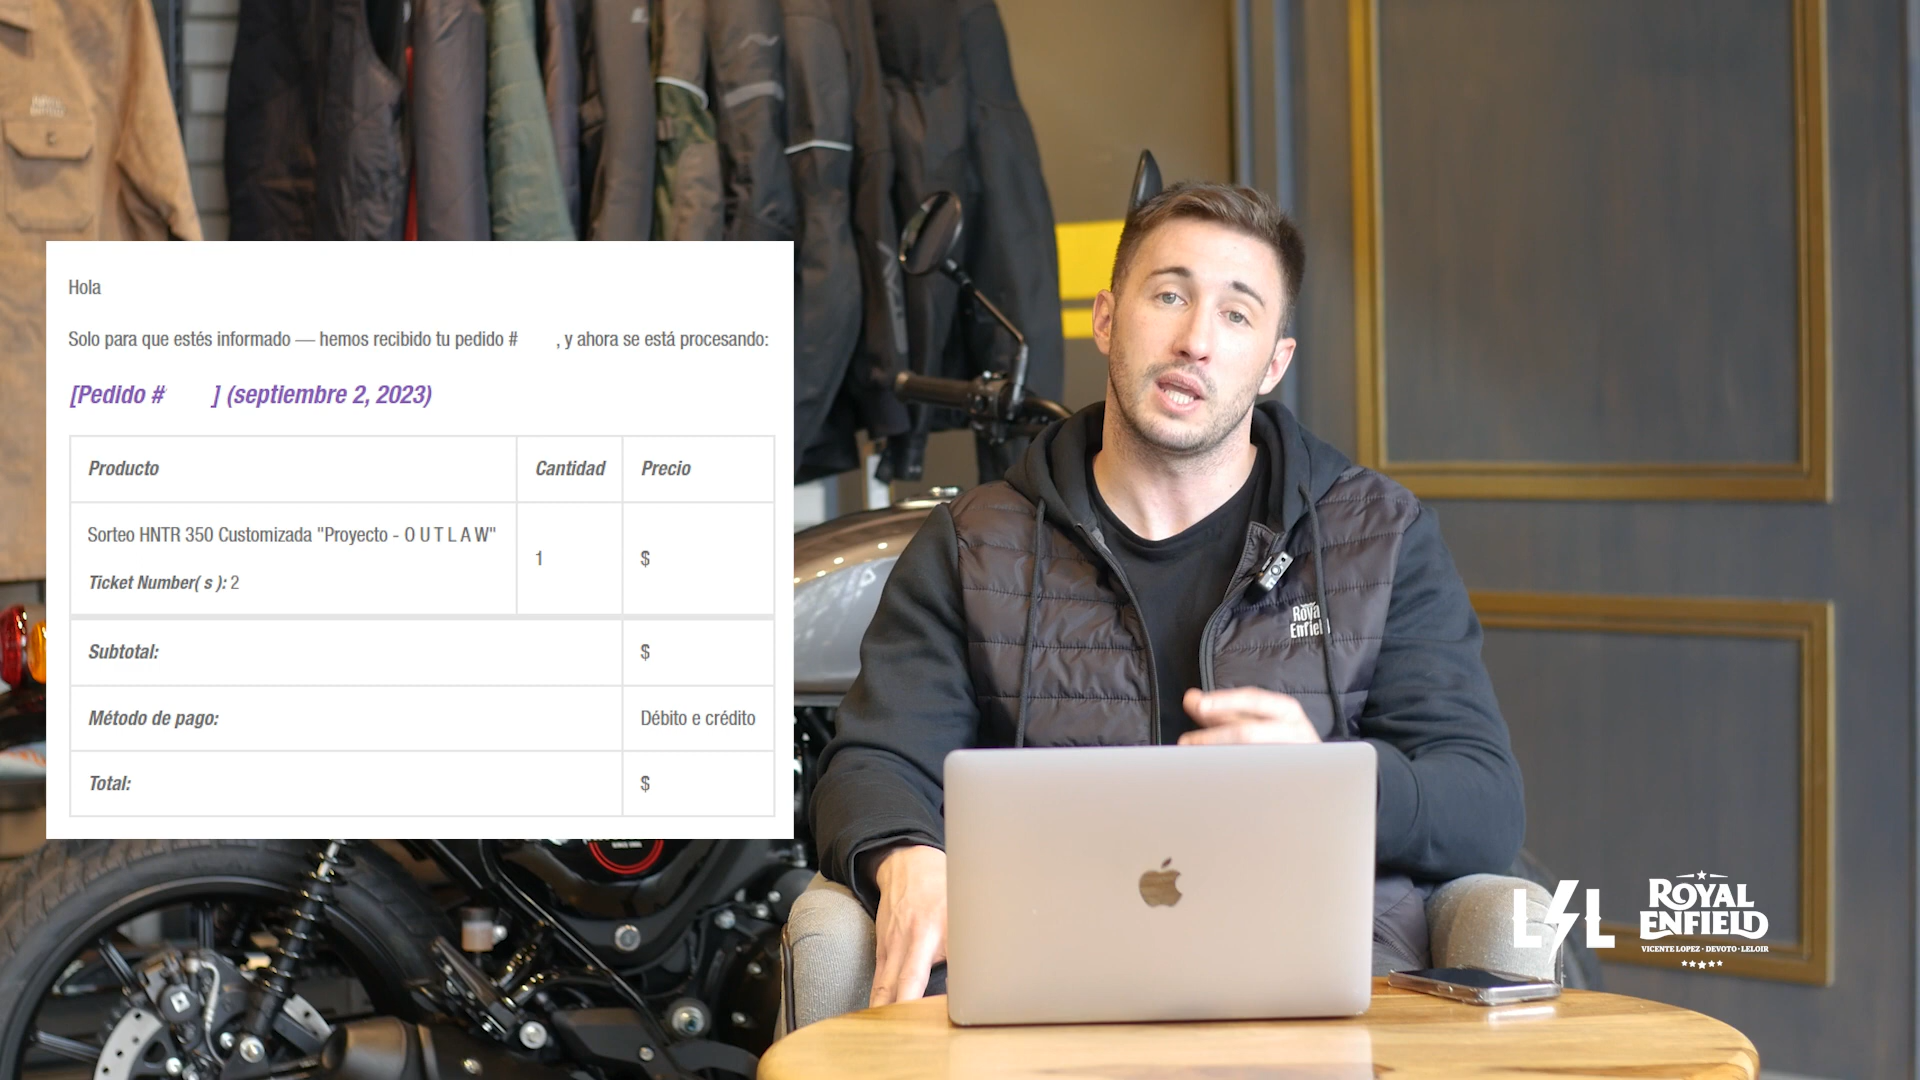 Hola
Solo para que estés informado — hemos recibido tu pedido # , y ahora se está procesando:
[Pedido # ] (septiembre 2, 2023)
Producto Cantidad Precio
Sorteo HNTR 350 Customizada "Proyecto - O U T L A W"
1 $
Ticket Number( s ): 2
Subtotal: $
Método de pago: Débito e crédito
Total: $
Royal
Enfield
L L
ROYAL
ENFIELD
VICENTE LOPEZ · DEVOTO · LELOIR